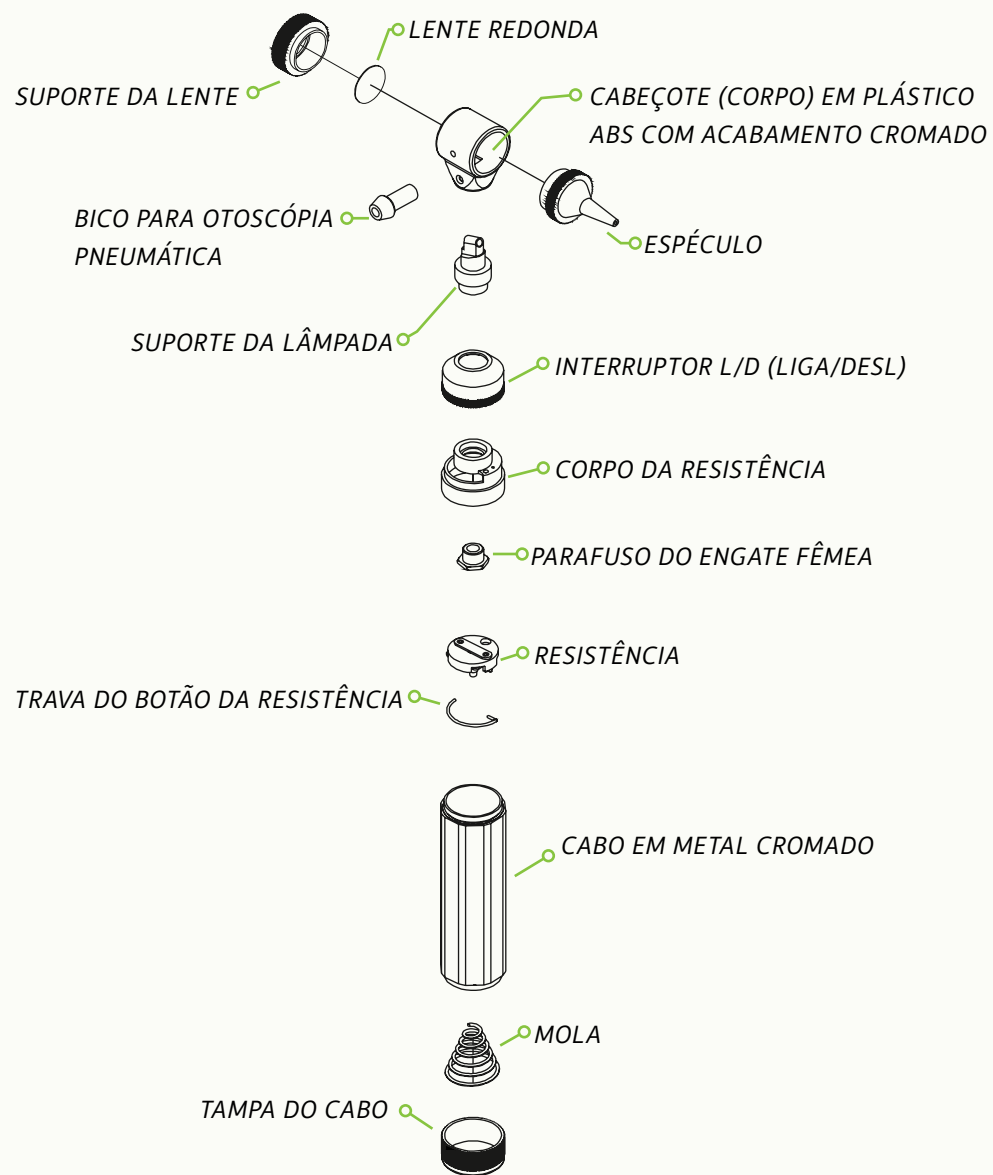 LENTE REDONDA
SUPORTE DA LENTE
CABEÇOTE (CORPO) EM PLÁSTICO
ABS COM ACABAMENTO CROMADO
BICO PARA OTOSCÓPIA
PNEUMÁTICA
ESPÉCULO
SUPORTE DA LÂMPADA
INTERRUPTOR L/D (LIGA/DESL)
CORPO DA RESISTÊNCIA
PARAFUSO DO ENGATE FÊMEA
RESISTÊNCIA
TRAVA DO BOTÃO DA RESISTÊNCIA
CABO EM METAL CROMADO
MOLA
TAMPA DO CABO